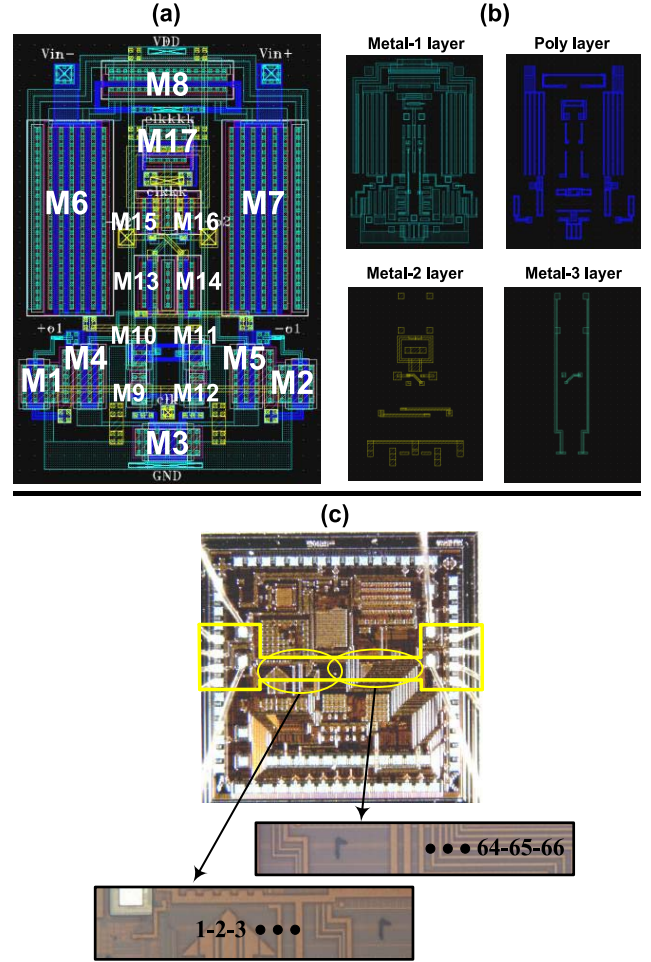 (a)
(b)
VDD
Vin-
Vin+
M8
clkkkk
M17
M6
M7
clkkk
M15
M16
M13
M14
+o1
-o1
M10
M11
M4
M5
M1
M2
M9
M12
M3
GND
Metal-1 layer
Poly layer
Metal-2 layer
Metal-3 layer
(c)
••• 64-65-66
1-2-3 •••